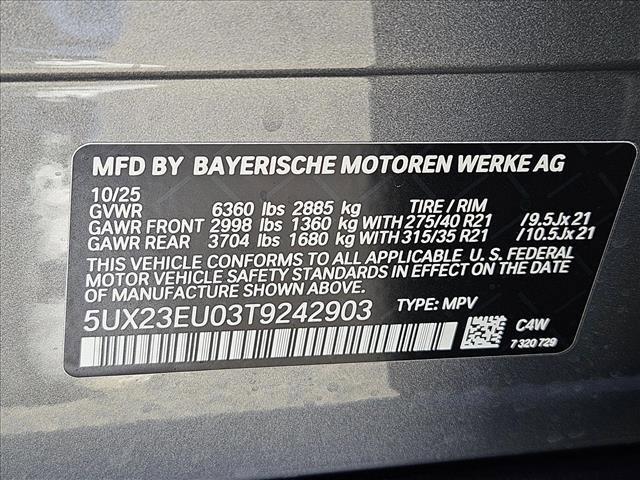 MFD BY BAYERISCHE MOTOREN WERKE AG
10/25
GVWR 6360 lbs 2885 kg TIRE / RIM
GAWR FRONT 2998 lbs 1360 kg WITH 275/40 R21 /9.5Jx21
GAWR REAR 3704 lbs 1680 kg WITH 315/35 R21 /10.5Jx21
THIS VEHICLE CONFORMS TO ALL APPLICABLE U.S. FEDERAL
MOTOR VEHICLE SAFETY STANDARDS IN EFFECT ON THE
DATE OF MANUFACTURE SHOWN ABOVE.
5UX23EU03T9242903 TYPE: MPV
C4W
7 320 729